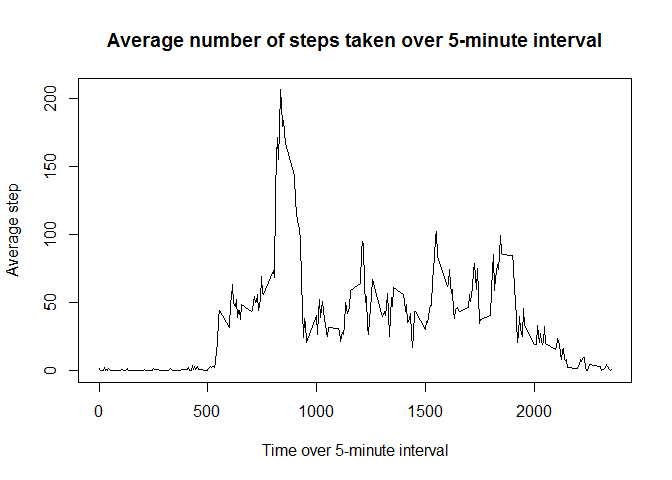 Average number of steps taken over 5-minute interval
Average step
200
150
100
50
0
0 500 1000 1500 2000
Time over 5-minute interval